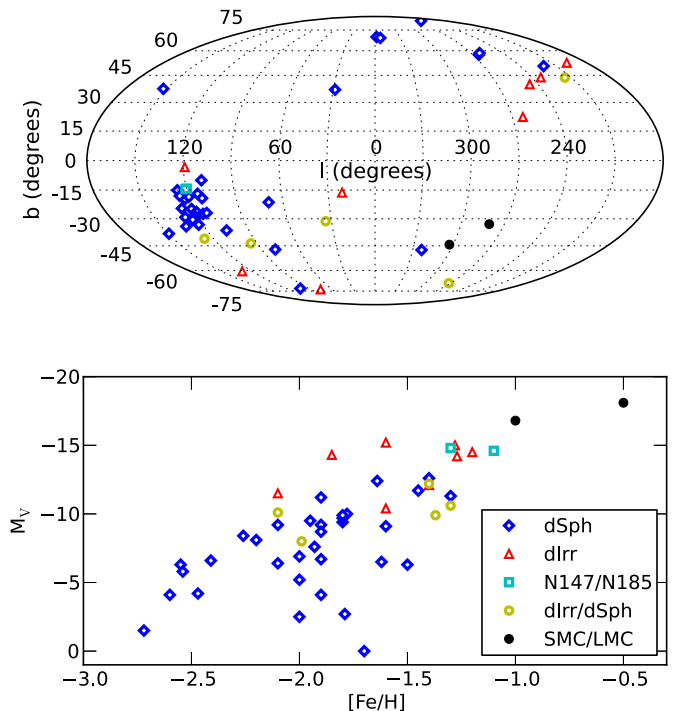 75
60
45
30
15
0
-15
-30
-45
-60
-75
b (degrees)
120 60 0 300 240
l (degrees)
−20
−15
−10
−5
0
M_V
−3.0 −2.5 −2.0 −1.5 −1.0 −0.5
[Fe/H]
dSph
dIrr
N147/N185
dIrr/dSph
SMC/LMC